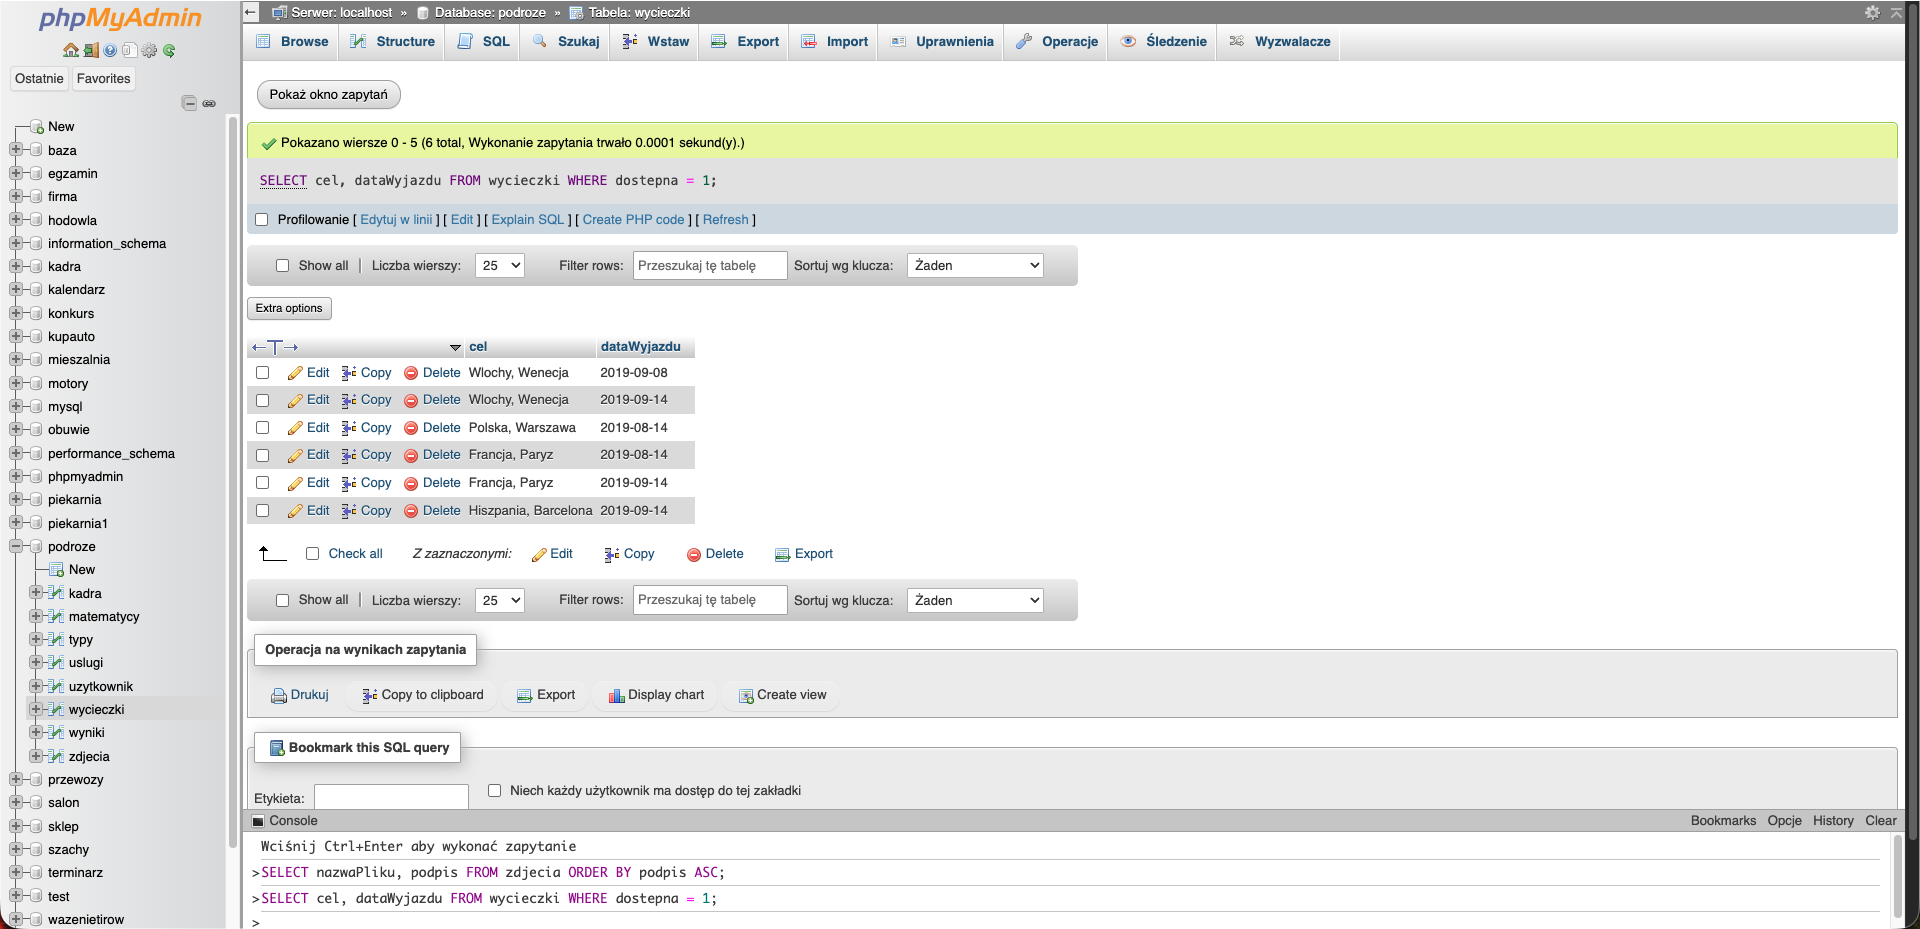 phpMyAdmin
Ostatnie Favorites
New
baza
egzamin
firma
hodowla
information_schema
kadra
kalendarz
konkurs
kupauto
mieszalnia
motory
mysql
obuwie
performance_schema
phpmyadmin
piekarnia
piekarnia1
podroze
New
kadra
matematycy
typy
uslugi
uzytkownik
wycieczki
wyniki
zdjecia
przewozy
salon
sklep
szachy
terminarz
test
wazenietirow
Serwer: localhost » Database: podroze » Tabela: wycieczki
Browse Structure SQL Szukaj Wstaw Export Import Uprawnienia Operacje Śledzenie Wyzwalacze
Pokaż okno zapytań
Pokazano wiersze 0 - 5 (6 total, Wykonanie zapytania trwało 0.0001 sekund(y).)
SELECT cel, dataWyjazdu FROM wycieczki WHERE dostepna = 1;
Profilowanie [ Edytuj w linii ] [ Edit ] [ Explain SQL ] [ Create PHP code ] [ Refresh ]
Show all | Liczba wierszy: 25 Filter rows: Przeszukaj tę tabelę Sortuj wg klucza: Żaden
Extra options
←T→ cel dataWyjazdu
Edit Copy Delete Wlochy, Wenecja 2019-09-08
Edit Copy Delete Wlochy, Wenecja 2019-09-14
Edit Copy Delete Polska, Warszawa 2019-08-14
Edit Copy Delete Francja, Paryz 2019-08-14
Edit Copy Delete Francja, Paryz 2019-09-14
Edit Copy Delete Hiszpania, Barcelona 2019-09-14
Check all Z zaznaczonymi: Edit Copy Delete Export
Show all | Liczba wierszy: 25 Filter rows: Przeszukaj tę tabelę Sortuj wg klucza: Żaden
Operacja na wynikach zapytania
Drukuj Copy to clipboard Export Display chart Create view
Bookmark this SQL query
Etykieta: Niech każdy użytkownik ma dostęp do tej zakładki
Console Bookmarks Opcje History Clear
Wciśnij Ctrl+Enter aby wykonać zapytanie
>SELECT nazwaPliku, podpis FROM zdjecia ORDER BY podpis ASC;
>SELECT cel, dataWyjazdu FROM wycieczki WHERE dostepna = 1;
>